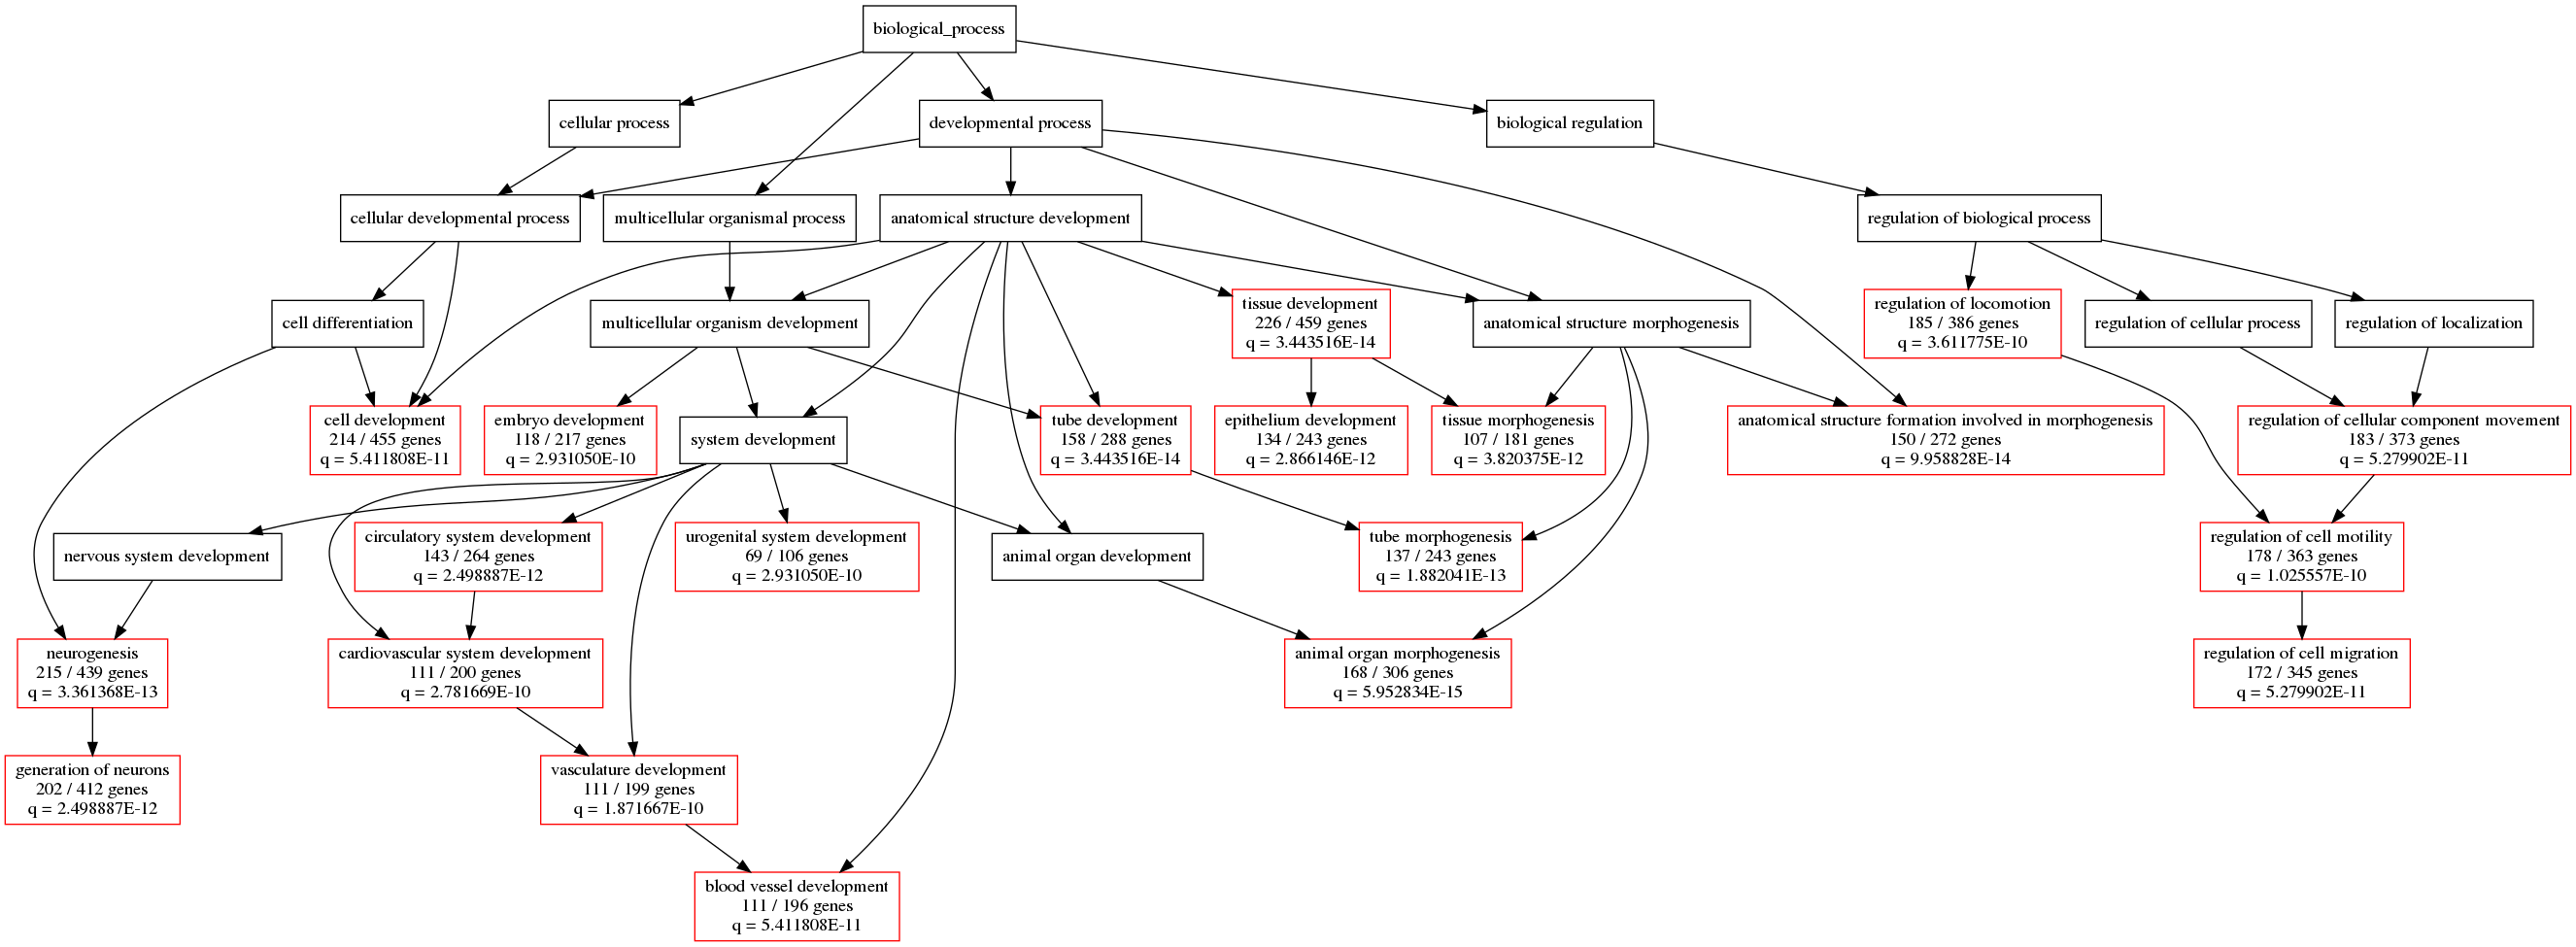 biological_process
cellular process
developmental process
biological regulation
cellular developmental process
multicellular organismal process
anatomical structure development
regulation of biological process
cell differentiation
multicellular organism development
tissue development
226 / 459 genes
q = 3.443516E-14
anatomical structure morphogenesis
regulation of locomotion
185 / 386 genes
q = 3.611775E-10
regulation of cellular process
regulation of localization
cell development
214 / 455 genes
q = 5.411808E-11
embryo development
118 / 217 genes
q = 2.931050E-10
system development
tube development
158 / 288 genes
q = 3.443516E-14
epithelium development
134 / 243 genes
q = 2.866146E-12
tissue morphogenesis
107 / 181 genes
q = 3.820375E-12
anatomical structure formation involved in morphogenesis
150 / 272 genes
q = 9.958828E-14
regulation of cellular component movement
183 / 373 genes
q = 5.279902E-11
nervous system development
circulatory system development
143 / 264 genes
q = 2.498887E-12
urogenital system development
69 / 106 genes
q = 2.931050E-10
animal organ development
tube morphogenesis
137 / 243 genes
q = 1.882041E-13
regulation of cell motility
178 / 363 genes
q = 1.025557E-10
neurogenesis
215 / 439 genes
q = 3.361368E-13
cardiovascular system development
111 / 200 genes
q = 2.781669E-10
animal organ morphogenesis
168 / 306 genes
q = 5.952834E-15
regulation of cell migration
172 / 345 genes
q = 5.279902E-11
generation of neurons
202 / 412 genes
q = 2.498887E-12
vasculature development
111 / 199 genes
q = 1.871667E-10
blood vessel development
111 / 196 genes
q = 5.411808E-11